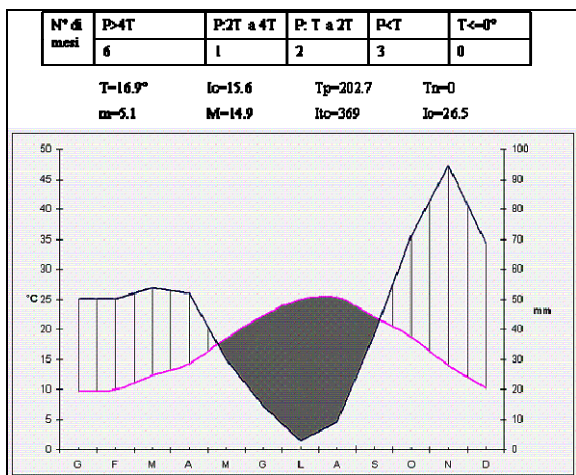 N° di mesi P>4T P:2T a 4T P: T a 2T P<T T<=0°
6 1 2 3 0
T=16.9° Ic=15.6 Tp=202.7 Tn=0
m=5.1 M=14.9 Itc=369 Io=26.5
50 100
45 90
40 80
35 70
30 60
°C 25 50 mm
20 40
15 30
10 20
5 10
0 0
G F M A M G L A S O N D